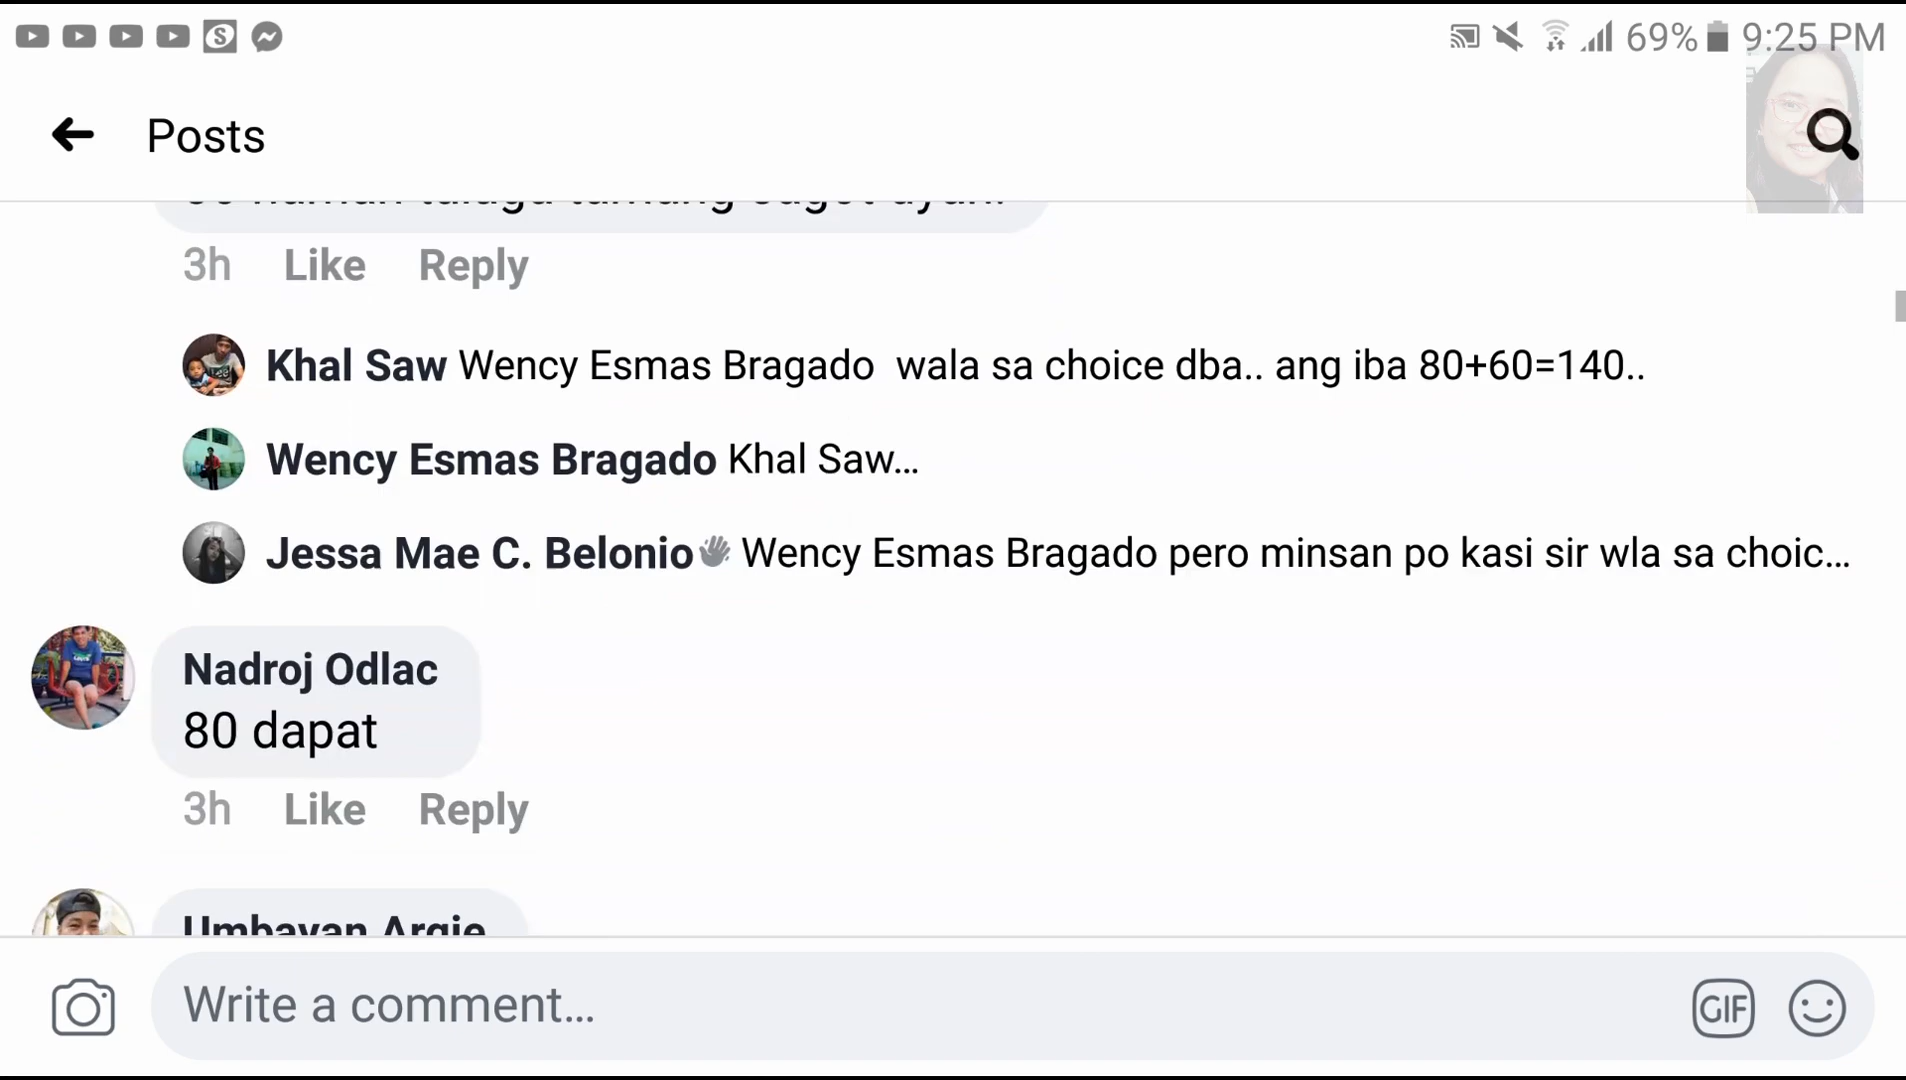 69% 9:25 PM
Posts
3h Like Reply
Khal Saw Wency Esmas Bragado wala sa choice dba.. ang iba 80+60=140..
Wency Esmas Bragado Khal Saw...
Jessa Mae C. Belonio Wency Esmas Bragado pero minsan po kasi sir wla sa choic...
Nadroj Odlac
80 dapat
3h Like Reply
Umbayan Argie
Write a comment...
GIF